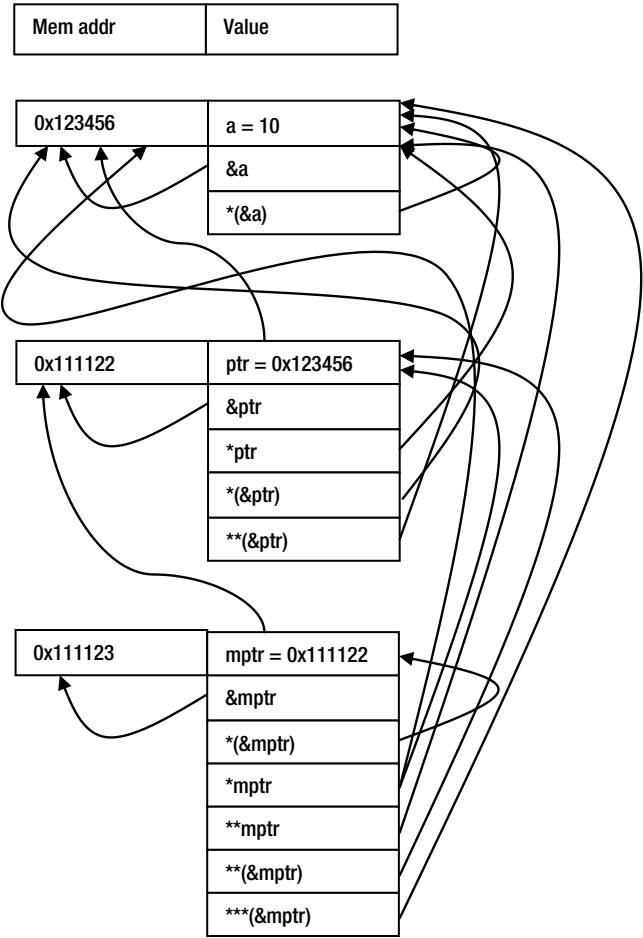 Mem addr Value
0x123456 a = 10
&a
*(&a)
0x111122 ptr = 0x123456
&ptr
*ptr
*(&ptr)
**(&ptr)
0x111123 mptr = 0x111122
&mptr
*(&mptr)
*mptr
**mptr
**(&mptr)
***(&mptr)